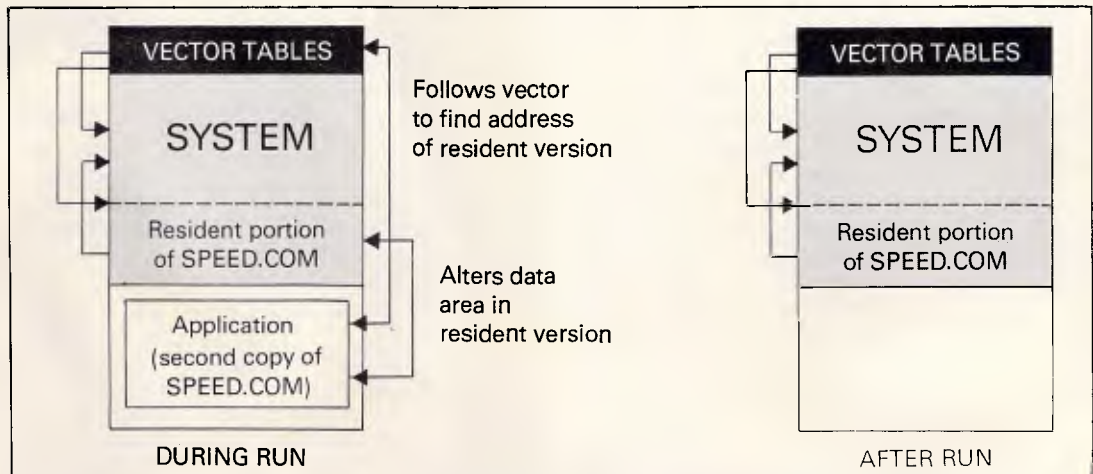 VECTOR TABLES
SYSTEM
Resident portion
of SPEED.COM
Application
(second copy of
SPEED.COM)
DURING RUN
Follows vector
to find address
of resident version
Alters data
area in
resident version
VECTOR TABLES
SYSTEM
Resident portion
of SPEED.COM
AFTER RUN